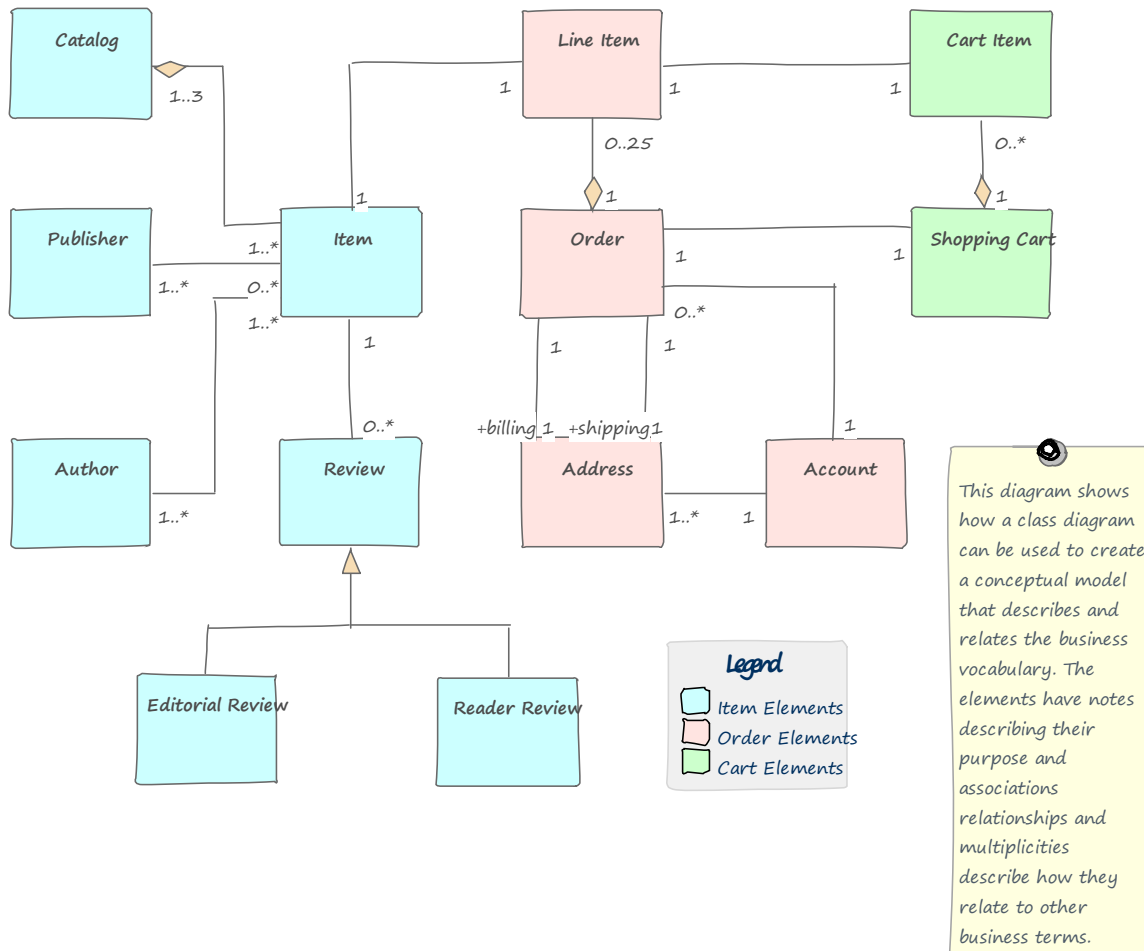 Catalog
Line Item
Cart Item
1..3
1
1
1
0..25
0..*
1
1
1
Publisher
Item
Order
Shopping Cart
1..*
1
1
1..*
0..*
0..*
1..*
1
1
1
0..*
+billing 1
+shipping 1
1
Author
Review
Address
Account
1..*
1..*
1
This diagram shows
how a class diagram
can be used to create
a conceptual model
that describes and
relates the business
vocabulary. The
elements have notes
describing their
purpose and
associations
relationships and
multiplicities
describe how they
relate to other
business terms.
Legend
Item Elements
Order Elements
Cart Elements
Editorial Review
Reader Review